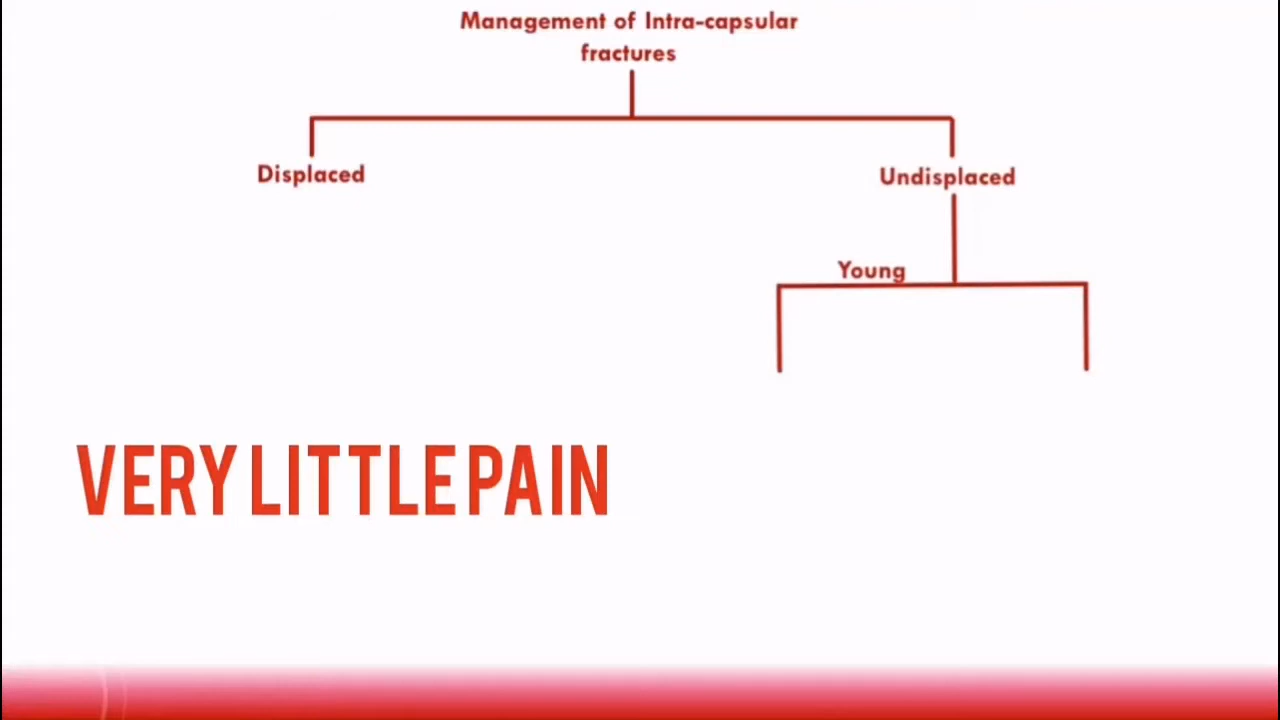 Management of Intra-capsular
fractures
Displaced
Undisplaced
Young
VERY LITTLE PAIN